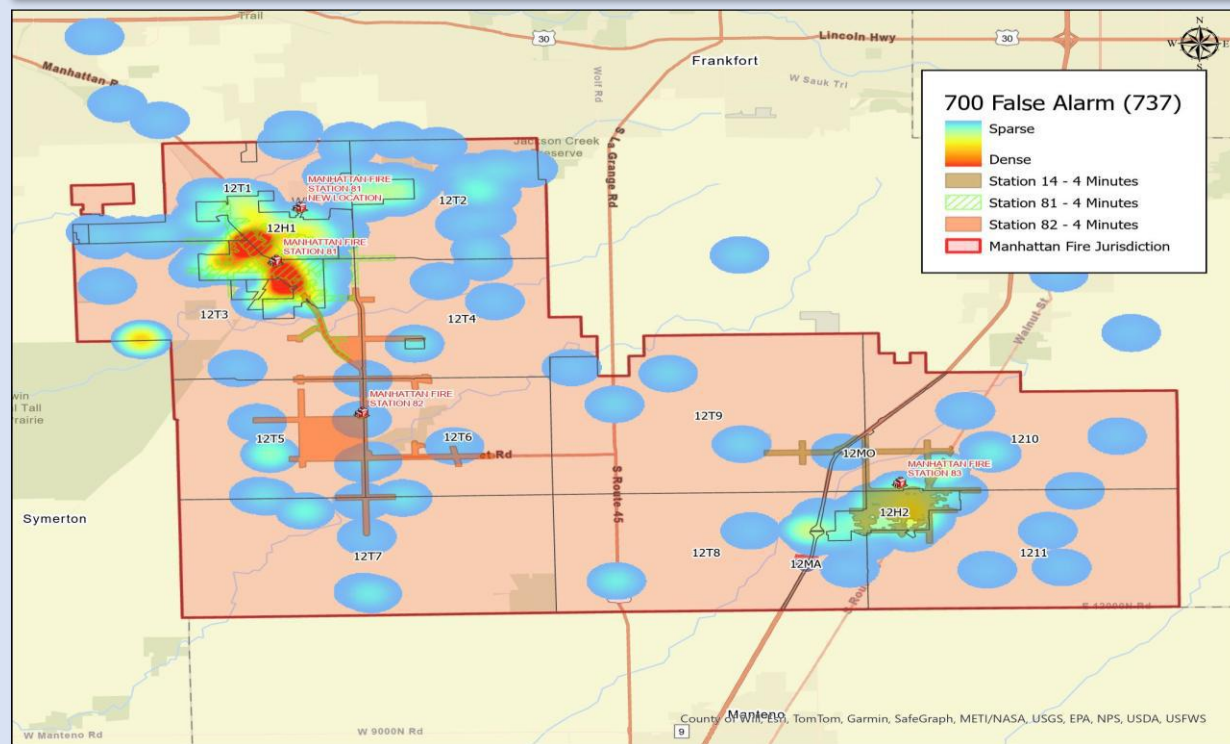 Trail
30
Lincoln Hwy
30
N
W
E
S
Frankfort
W Sauk Trl
Wolf Rd
S La Grange Rd
700 False Alarm (737)
Sparse
Dense
Station 14 - 4 Minutes
Station 81 - 4 Minutes
Station 82 - 4 Minutes
Manhattan Fire Jurisdiction
Jackson Creek
12T1
MANHATTAN FIRE
STATION 81
NEW LOCATION
12T2
12H1
MANHATTAN FIRE
STATION 81
Walnut St
12T3
12T4
MANHATTAN FIRE
STATION 82
12T9
12T5
12T6
1210
12MO
MANHATTAN FIRE
STATION 83
S Route 45
Symerton
12H2
12T7
12T8
12MA
1211
S 12000N Rd
Manteno
County of Will, Esri, TomTom, Garmin, SafeGraph, METI/NASA, USGS, EPA, NPS, USDA, USFWS
W Manteno Rd
W 9000N Rd
9